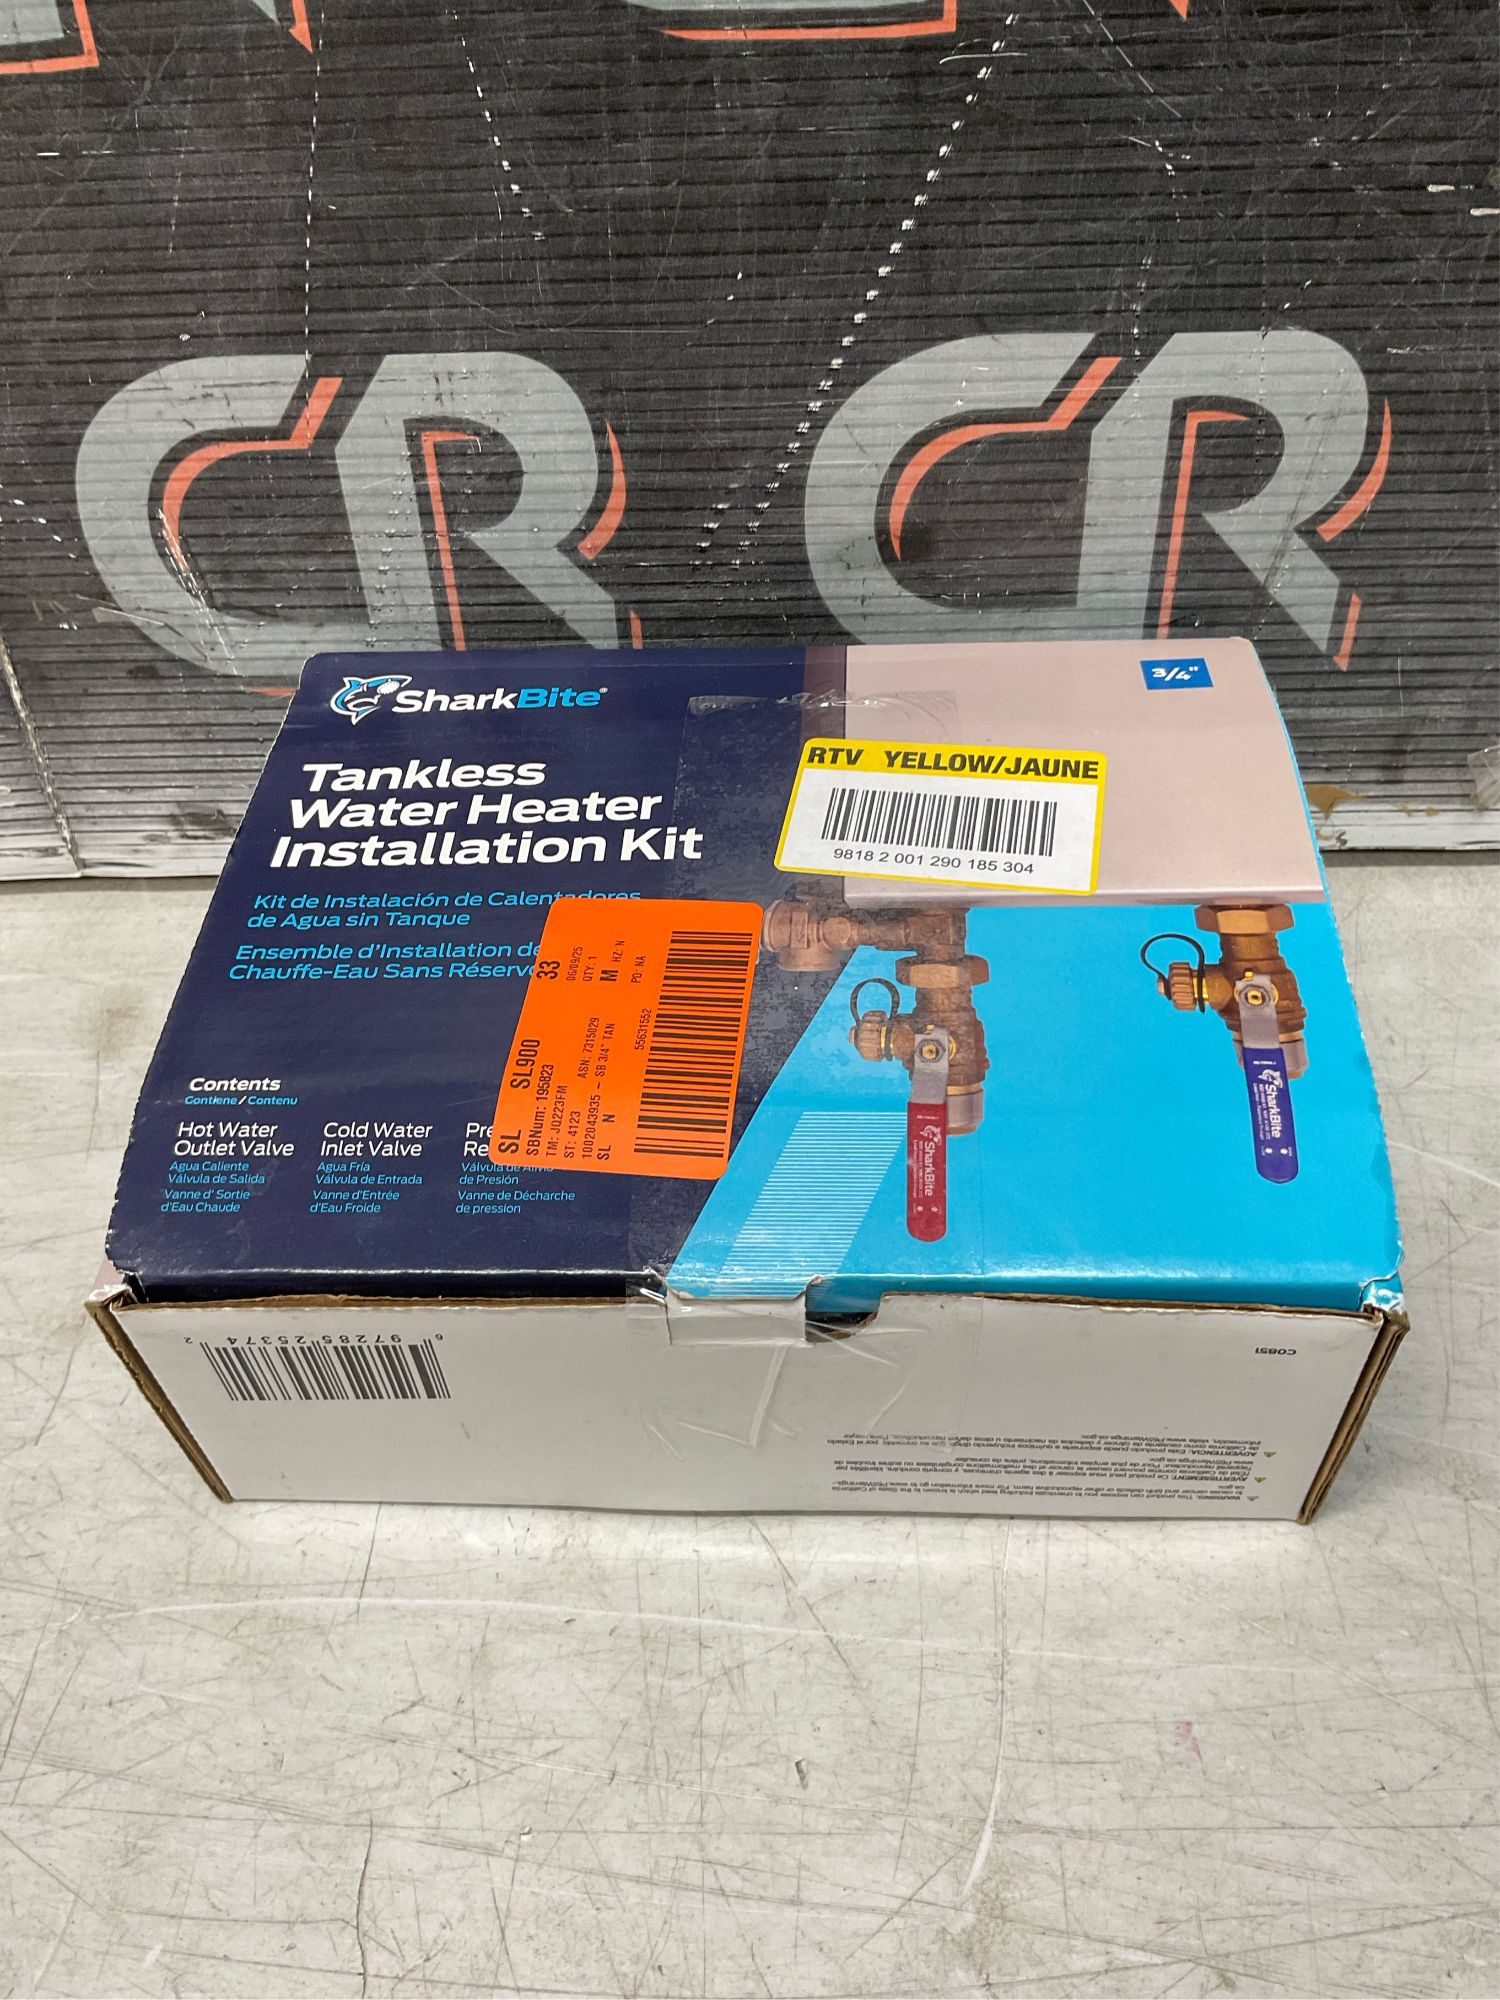 CR
CR
SharkBite®
3/4"
Tankless
Water Heater
Installation Kit
RTV YELLOW/JAUNE
9818 2 001 290 185 304
Kit de Instalación de Calentadores
de Agua sin Tanque
Ensemble d'Installation de
Chauffe-Eau Sans Réserve
SL SL900 33
SBNum: 195823
TM: JQ223FM 06/09/25
ST: 4123 ASN: 7315029 QTY: 1
1002043935 - SB 3/4" TAN
SL N M HZ: N
PO: NA
55631552
Contents
Contiene / Contenu
Hot Water
Outlet Valve
Agua Caliente
Válvula de Salida
Vanne d' Sortie
d'Eau Chaude
Cold Water
Inlet Valve
Agua Fría
Válvula de Entrada
Vanne d'Entrée
d'Eau Froide
Pre
Re
Válvula de Alivio
de Presión
Vanne de Décharche
de pression
SharkBite
SharkBite
6 97285 25374 2
C0851